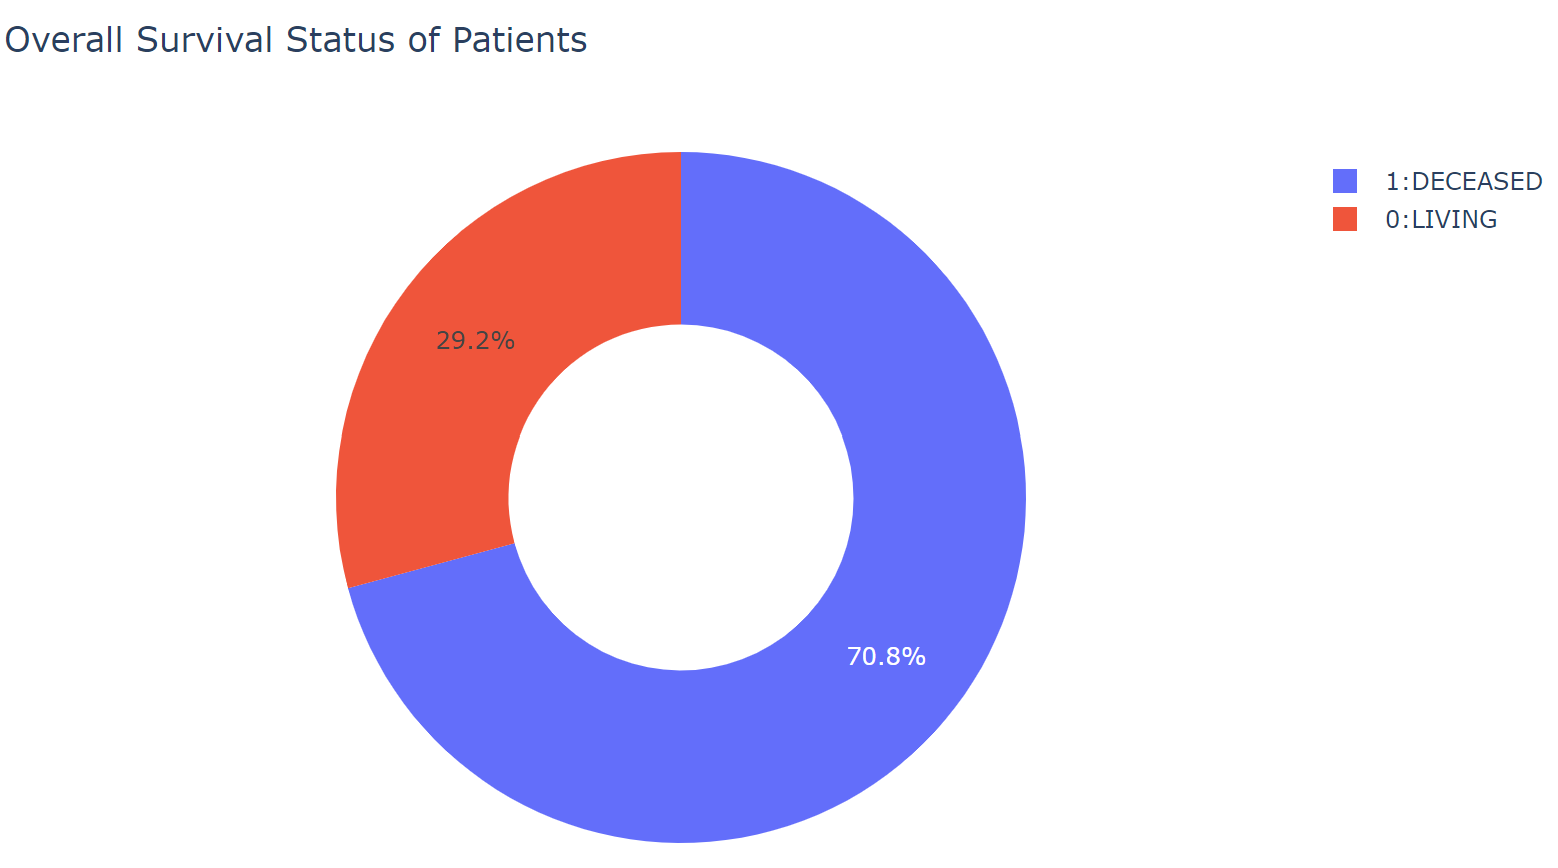 Overall Survival Status of Patients
1:DECEASED
0:LIVING
29.2%
70.8%